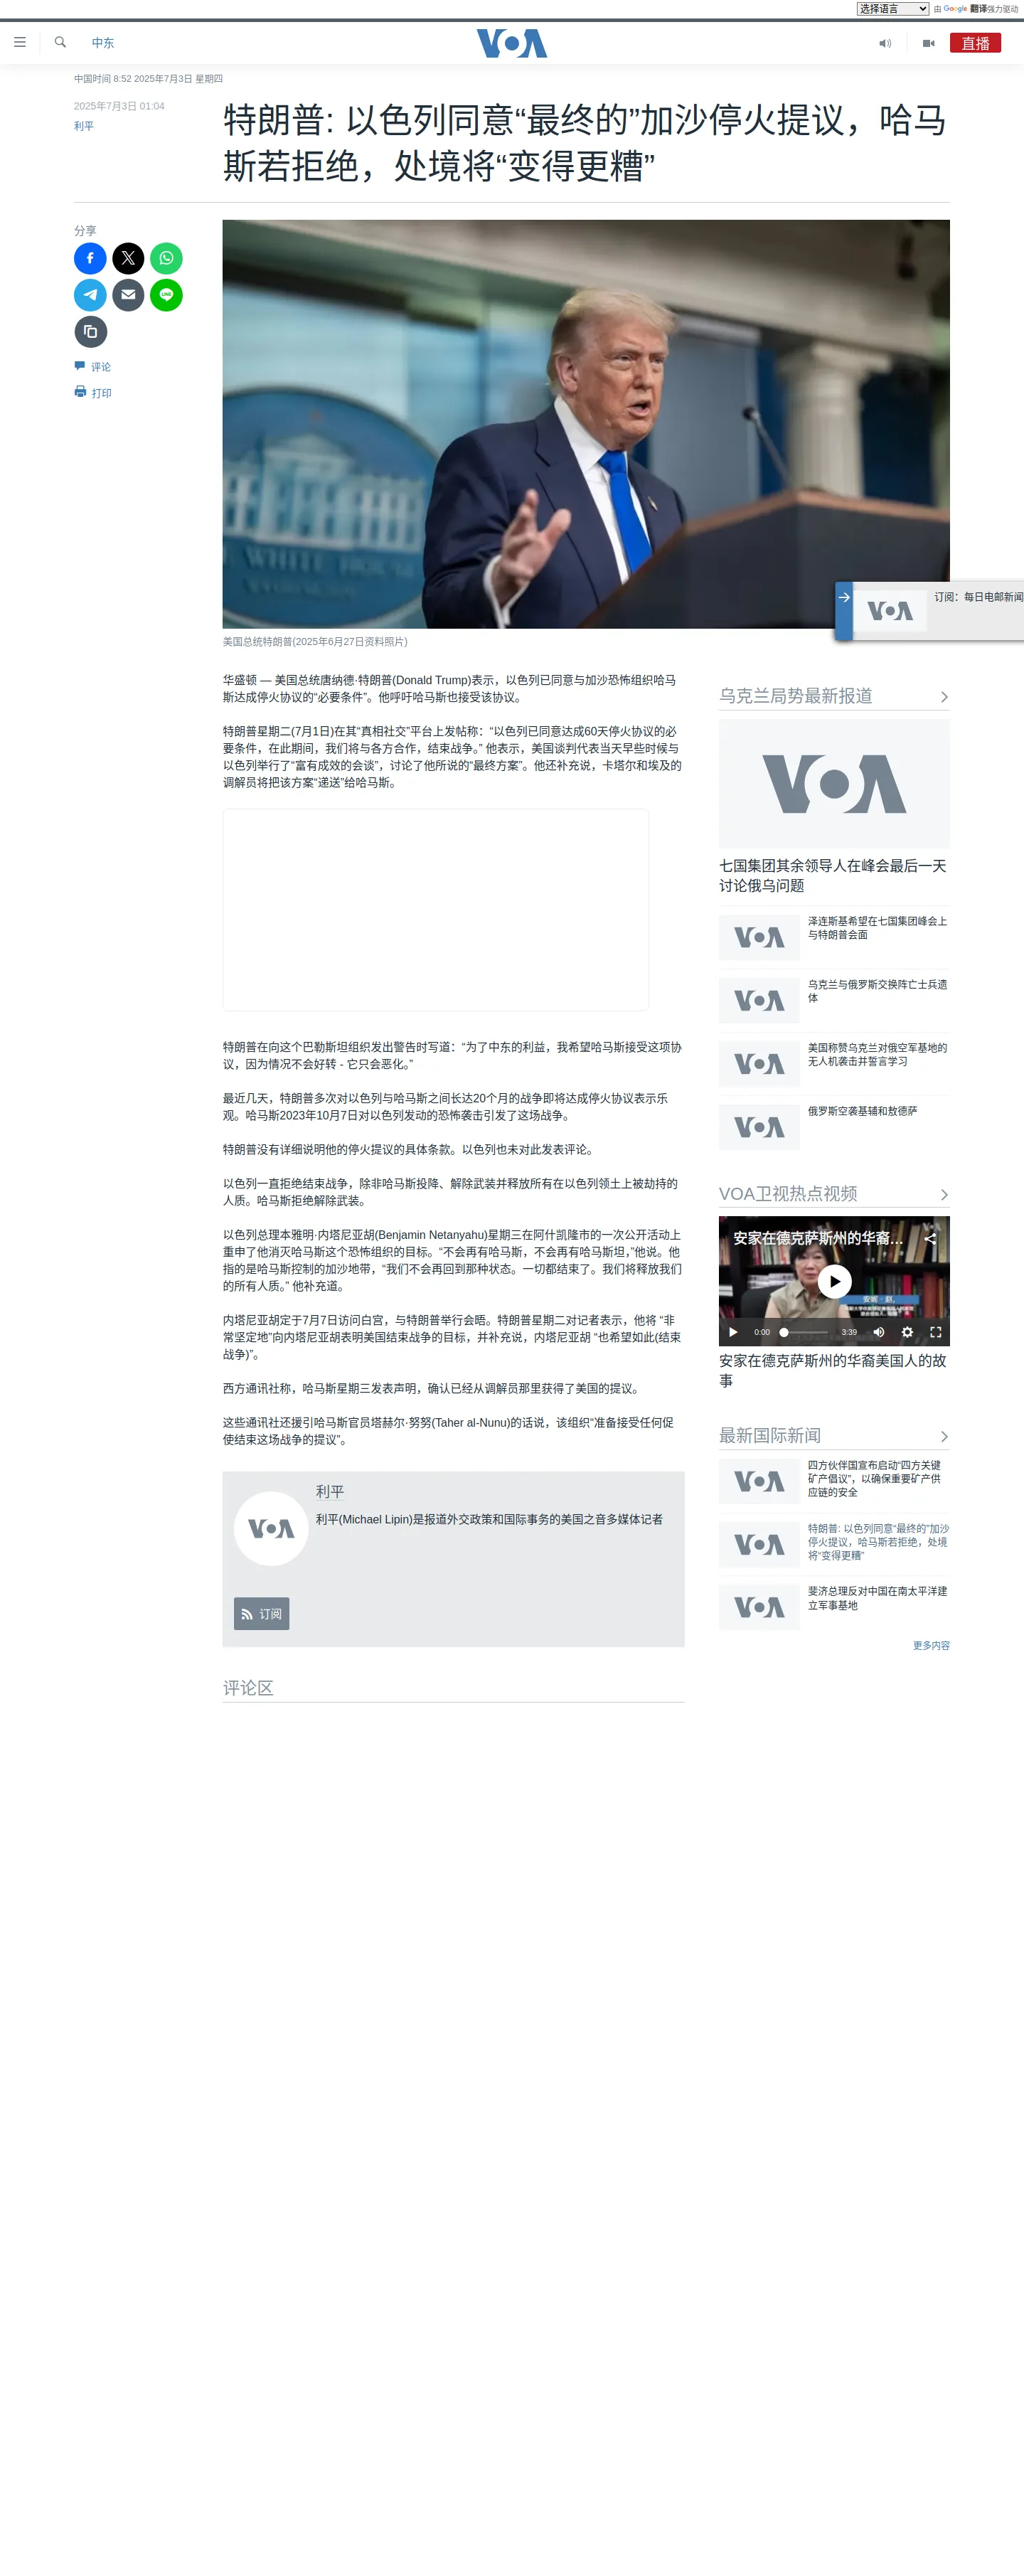 选择语言
由 Google 翻译强力驱动
中东
VOA
直播
中国时间 8:52 2025年7月3日 星期四
2025年7月3日 01:04
利平
特朗普: 以色列同意“最终的”加沙停火提议，哈马
斯若拒绝，处境将“变得更糟”
分享
LINE
评论
打印
美国总统特朗普(2025年6月27日资料照片)
VOA
订阅：每日电邮新闻
华盛顿 — 美国总统唐纳德·特朗普(Donald Trump)表示，以色列已同意与加沙恐怖组织哈马
斯达成停火协议的“必要条件”。他呼吁哈马斯也接受该协议。
特朗普星期二(7月1日)在其“真相社交”平台上发帖称：“以色列已同意达成60天停火协议的必
要条件，在此期间，我们将与各方合作，结束战争。” 他表示，美国谈判代表当天早些时候与
以色列举行了“富有成效的会谈”，讨论了他所说的“最终方案”。他还补充说，卡塔尔和埃及的
调解员将把该方案“递送”给哈马斯。
特朗普在向这个巴勒斯坦组织发出警告时写道：“为了中东的利益，我希望哈马斯接受这项协
议，因为情况不会好转 - 它只会恶化。”
最近几天，特朗普多次对以色列与哈马斯之间长达20个月的战争即将达成停火协议表示乐
观。哈马斯2023年10月7日对以色列发动的恐怖袭击引发了这场战争。
特朗普没有详细说明他的停火提议的具体条款。以色列也未对此发表评论。
以色列一直拒绝结束战争，除非哈马斯投降、解除武装并释放所有在以色列领土上被劫持的
人质。哈马斯拒绝解除武装。
以色列总理本雅明·内塔尼亚胡(Benjamin Netanyahu)星期三在阿什凯隆市的一次公开活动上
重申了他消灭哈马斯这个恐怖组织的目标。“不会再有哈马斯，不会再有哈马斯坦，”他说。他
指的是哈马斯控制的加沙地带，“我们不会再回到那种状态。一切都结束了。我们将释放我们
的所有人质。” 他补充道。
内塔尼亚胡定于7月7日访问白宫，与特朗普举行会晤。特朗普星期二对记者表示，他将 “非
常坚定地”向内塔尼亚胡表明美国结束战争的目标，并补充说，内塔尼亚胡 “也希望如此(结束
战争)”。
西方通讯社称，哈马斯星期三发表声明，确认已经从调解员那里获得了美国的提议。
这些通讯社还援引哈马斯官员塔赫尔·努努(Taher al-Nunu)的话说，该组织“准备接受任何促
使结束这场战争的提议”。
VOA
利平
利平(Michael Lipin)是报道外交政策和国际事务的美国之音多媒体记者
订阅
评论区
乌克兰局势最新报道
VOA
七国集团其余领导人在峰会最后一天
讨论俄乌问题
VOA
泽连斯基希望在七国集团峰会上
与特朗普会面
VOA
乌克兰与俄罗斯交换阵亡士兵遗
体
VOA
美国称赞乌克兰对俄空军基地的
无人机袭击并誓言学习
VOA
俄罗斯空袭基辅和敖德萨
VOA卫视热点视频
安家在德克萨斯州的华裔...
0:00
3:39
安家在德克萨斯州的华裔美国人的故
事
最新国际新闻
VOA
四方伙伴国宣布启动“四方关键
矿产倡议”，以确保重要矿产供
应链的安全
VOA
特朗普: 以色列同意“最终的”加沙
停火提议，哈马斯若拒绝，处境
将“变得更糟”
VOA
斐济总理反对中国在南太平洋建
立军事基地
更多内容